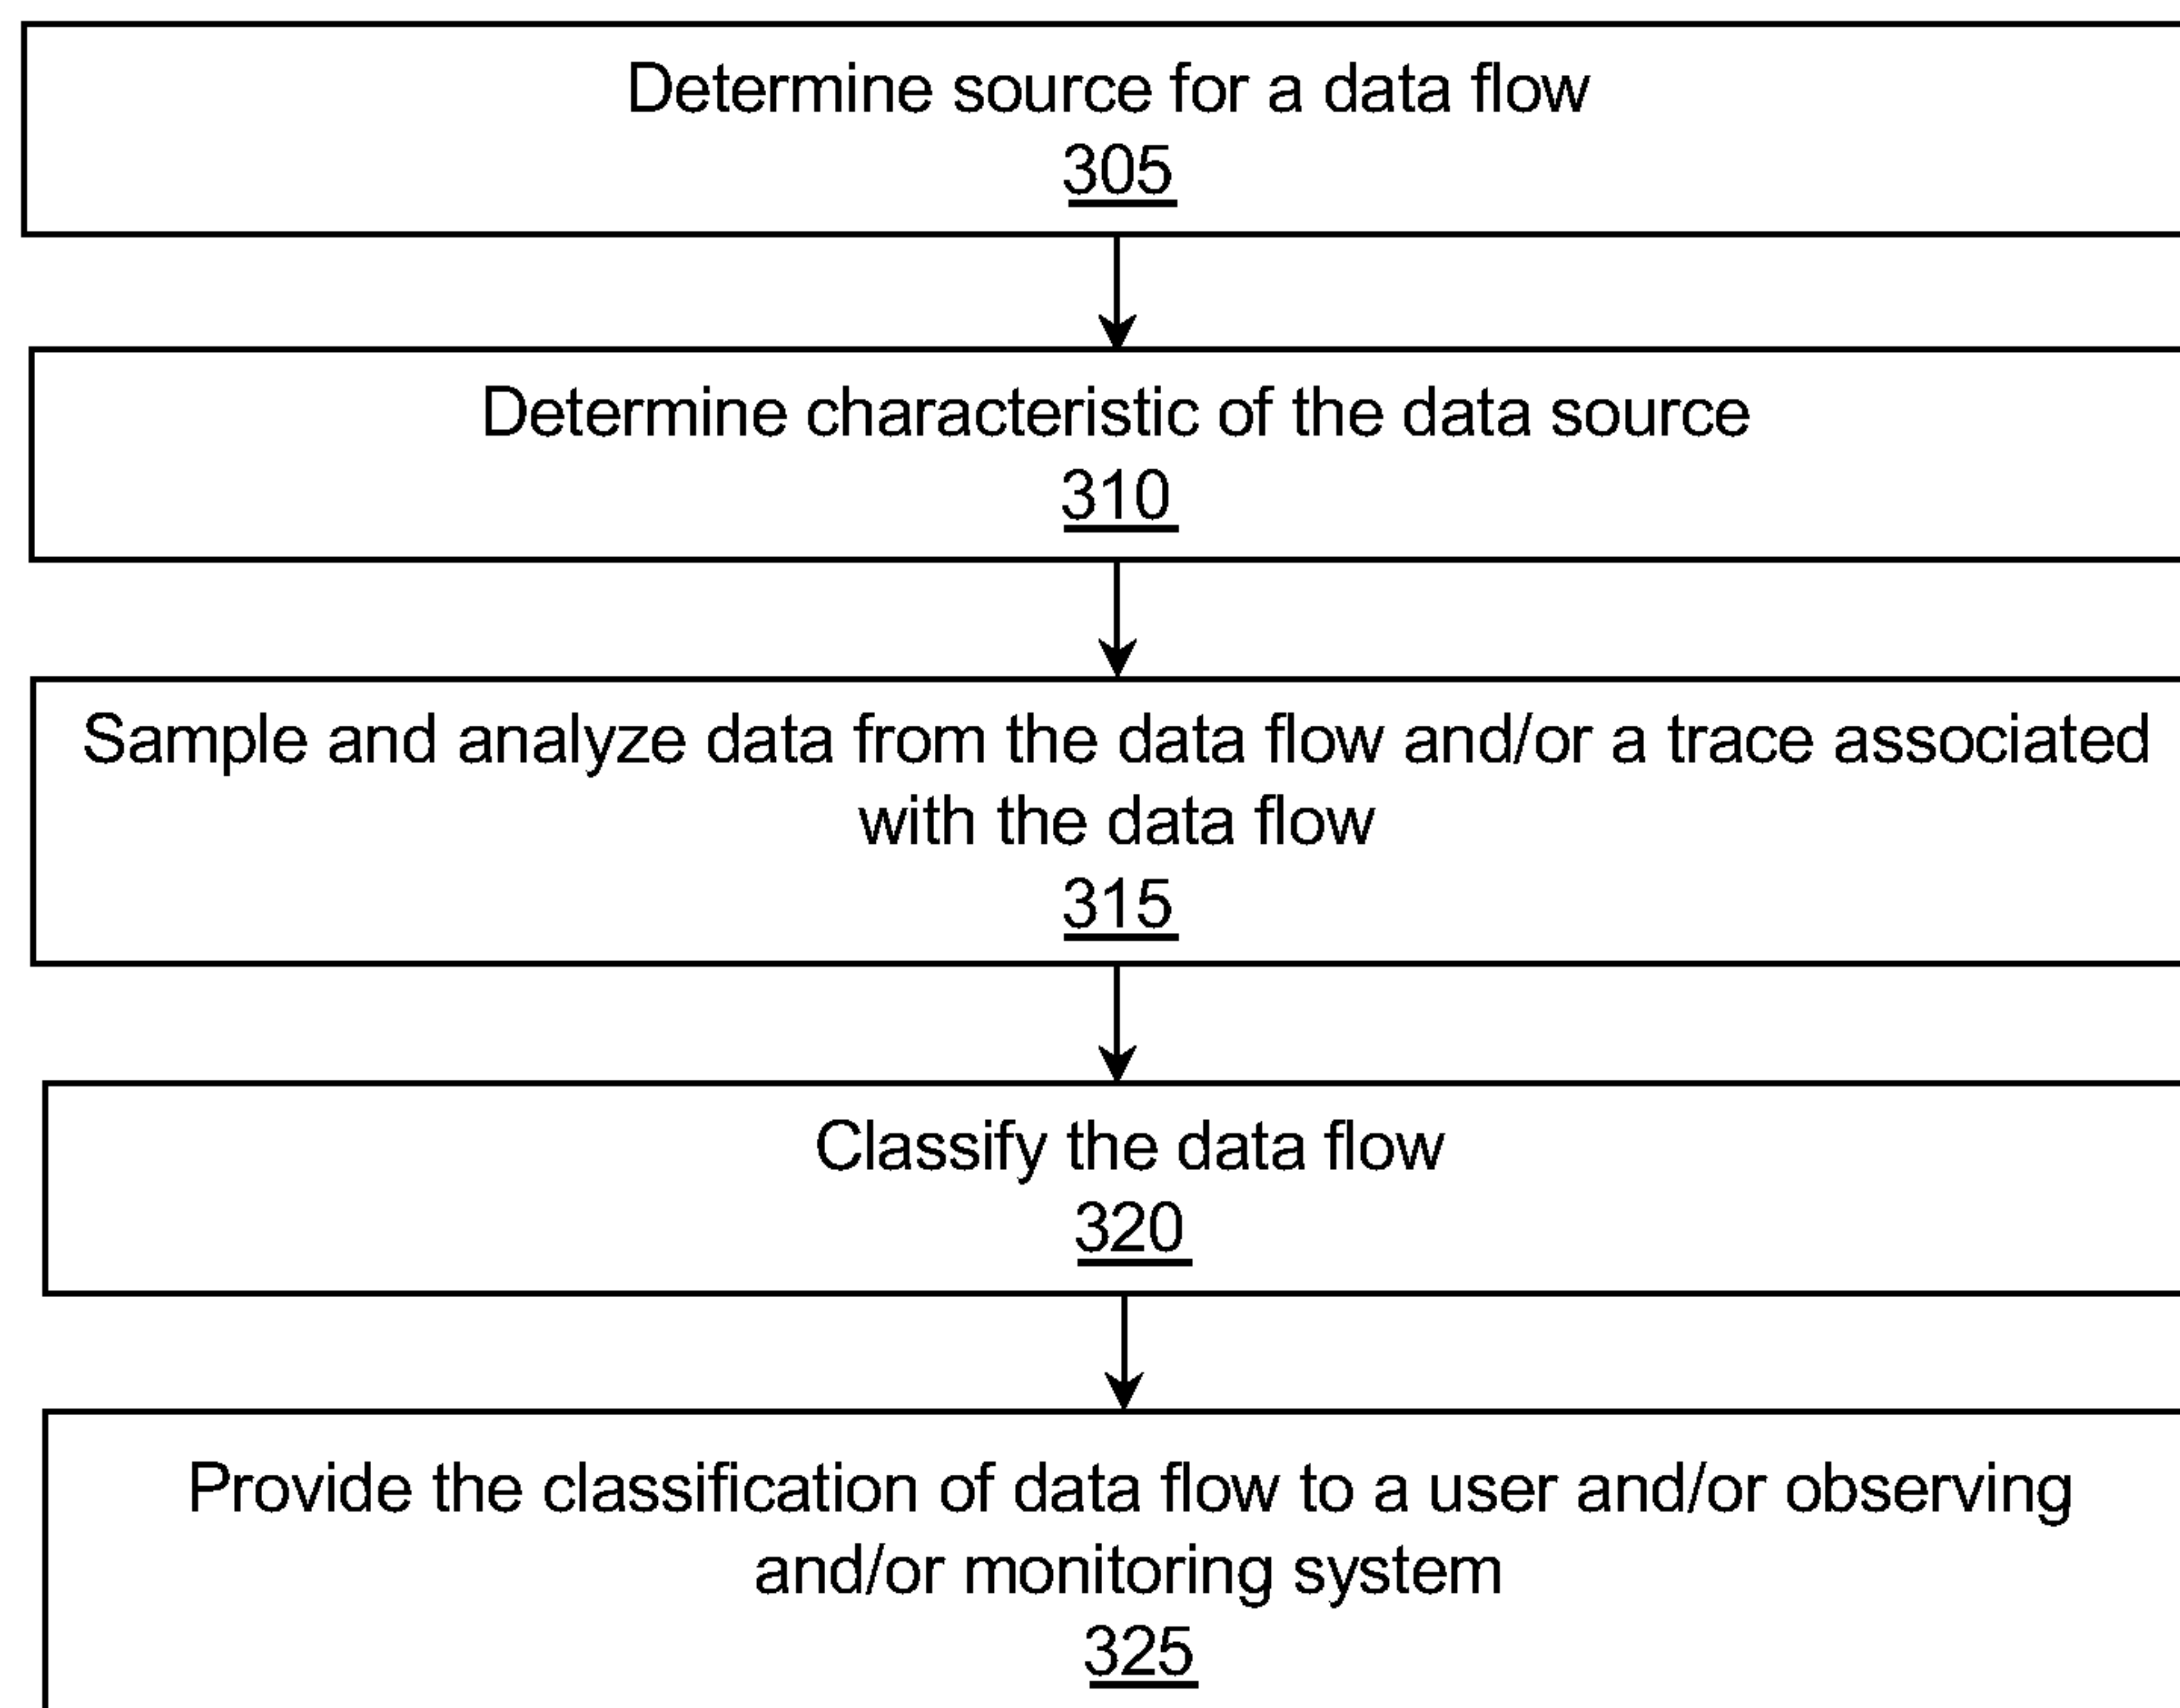 Determine source for a data flow
305
Determine characteristic of the data source
310
Sample and analyze data from the data flow and/or a trace associated
with the data flow
315
Classify the data flow
320
Provide the classification of data flow to a user and/or observing
and/or monitoring system
325